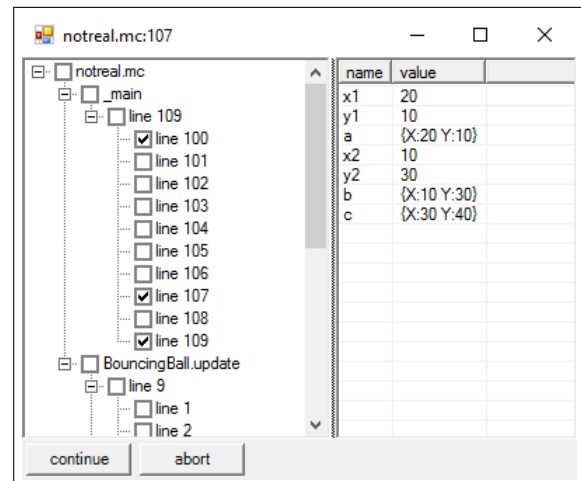 notreal.mc:107
notreal.mc
_main
line 109
line 100
line 101
line 102
line 103
line 104
line 105
line 106
line 107
line 108
line 109
BouncingBall.update
line 9
line 1
line 2
name value
x1 20
y1 10
a {X:20 Y:10}
x2 10
y2 30
b {X:10 Y:30}
c {X:30 Y:40}
continue abort